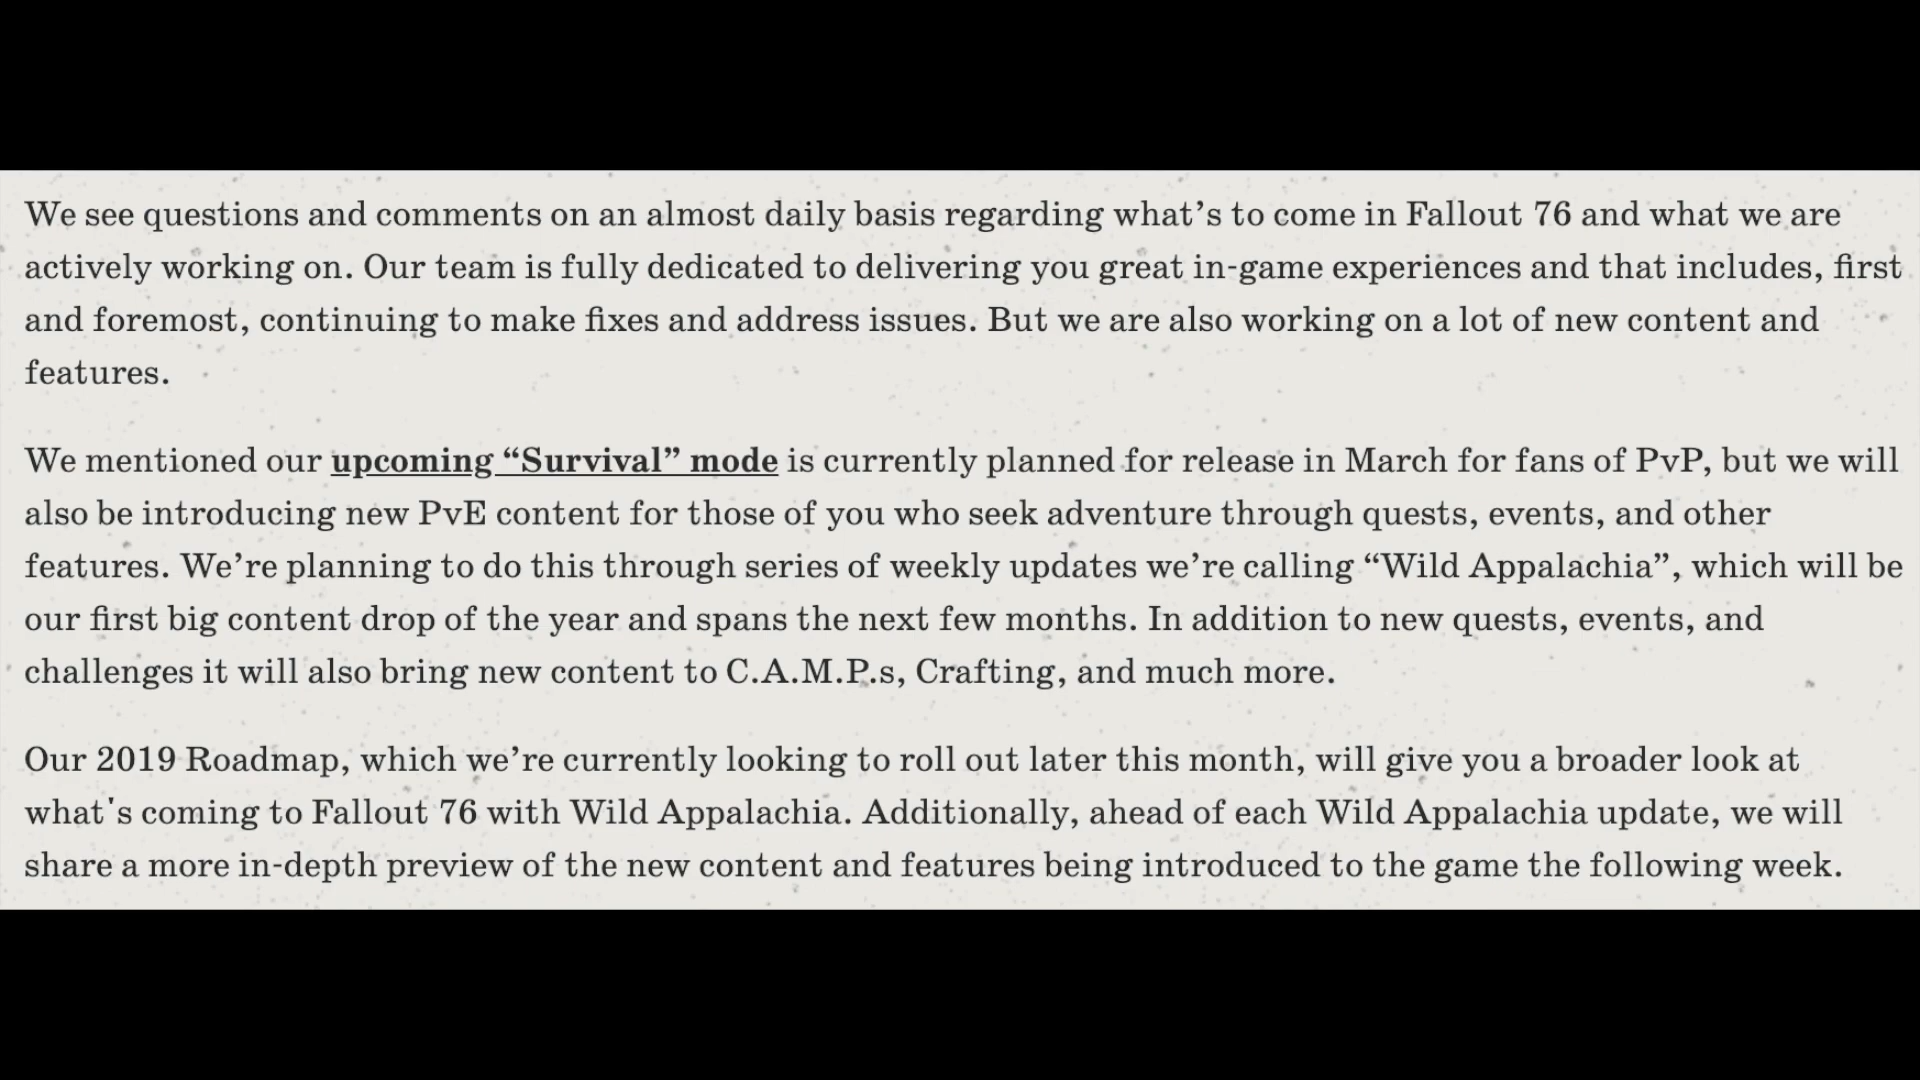 We see questions and comments on an almost daily basis regarding what’s to come in Fallout 76 and what we are
actively working on. Our team is fully dedicated to delivering you great in-game experiences and that includes, first
and foremost, continuing to make fixes and address issues. But we are also working on a lot of new content and
features.
We mentioned our upcoming “Survival” mode is currently planned for release in March for fans of PvP, but we will
also be introducing new PvE content for those of you who seek adventure through quests, events, and other
features. We’re planning to do this through series of weekly updates we’re calling “Wild Appalachia”, which will be
our first big content drop of the year and spans the next few months. In addition to new quests, events, and
challenges it will also bring new content to C.A.M.P.s, Crafting, and much more.
Our 2019 Roadmap, which we’re currently looking to roll out later this month, will give you a broader look at
what's coming to Fallout 76 with Wild Appalachia. Additionally, ahead of each Wild Appalachia update, we will
share a more in-depth preview of the new content and features being introduced to the game the following week.